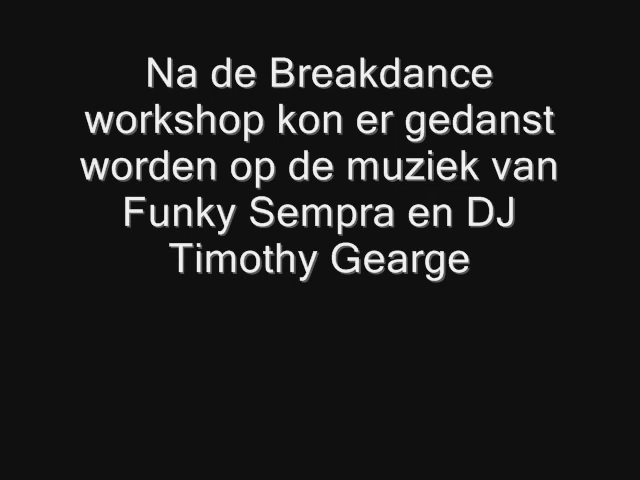 Na de Breakdance
workshop kon er gedanst
worden op de muziek van
Funky Sempra en DJ
Timothy Gearge